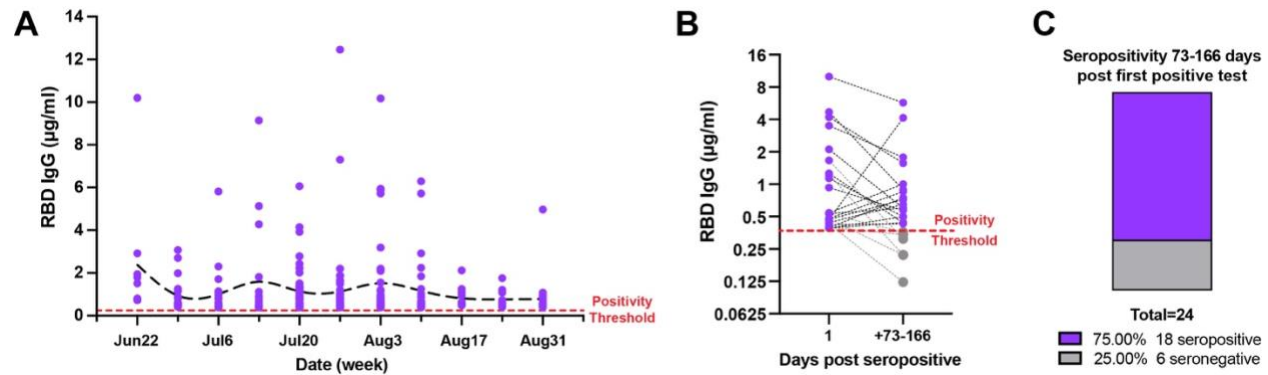 A
RBD IgG (µg/ml)
14
12
10
8
6
4
2
0
Positivity
Threshold
Jun22
Jul6
Jul20
Aug3
Aug17
Aug31
Date (week)
B
RBD IgG (µg/ml)
16
8
4
2
1
0.5
0.25
0.125
0.0625
Positivity
Threshold
1
+73-166
Days post seropositive
C
Seropositivity 73-166 days
post first positive test
Total=24
75.00% 18 seropositive
25.00% 6 seronegative